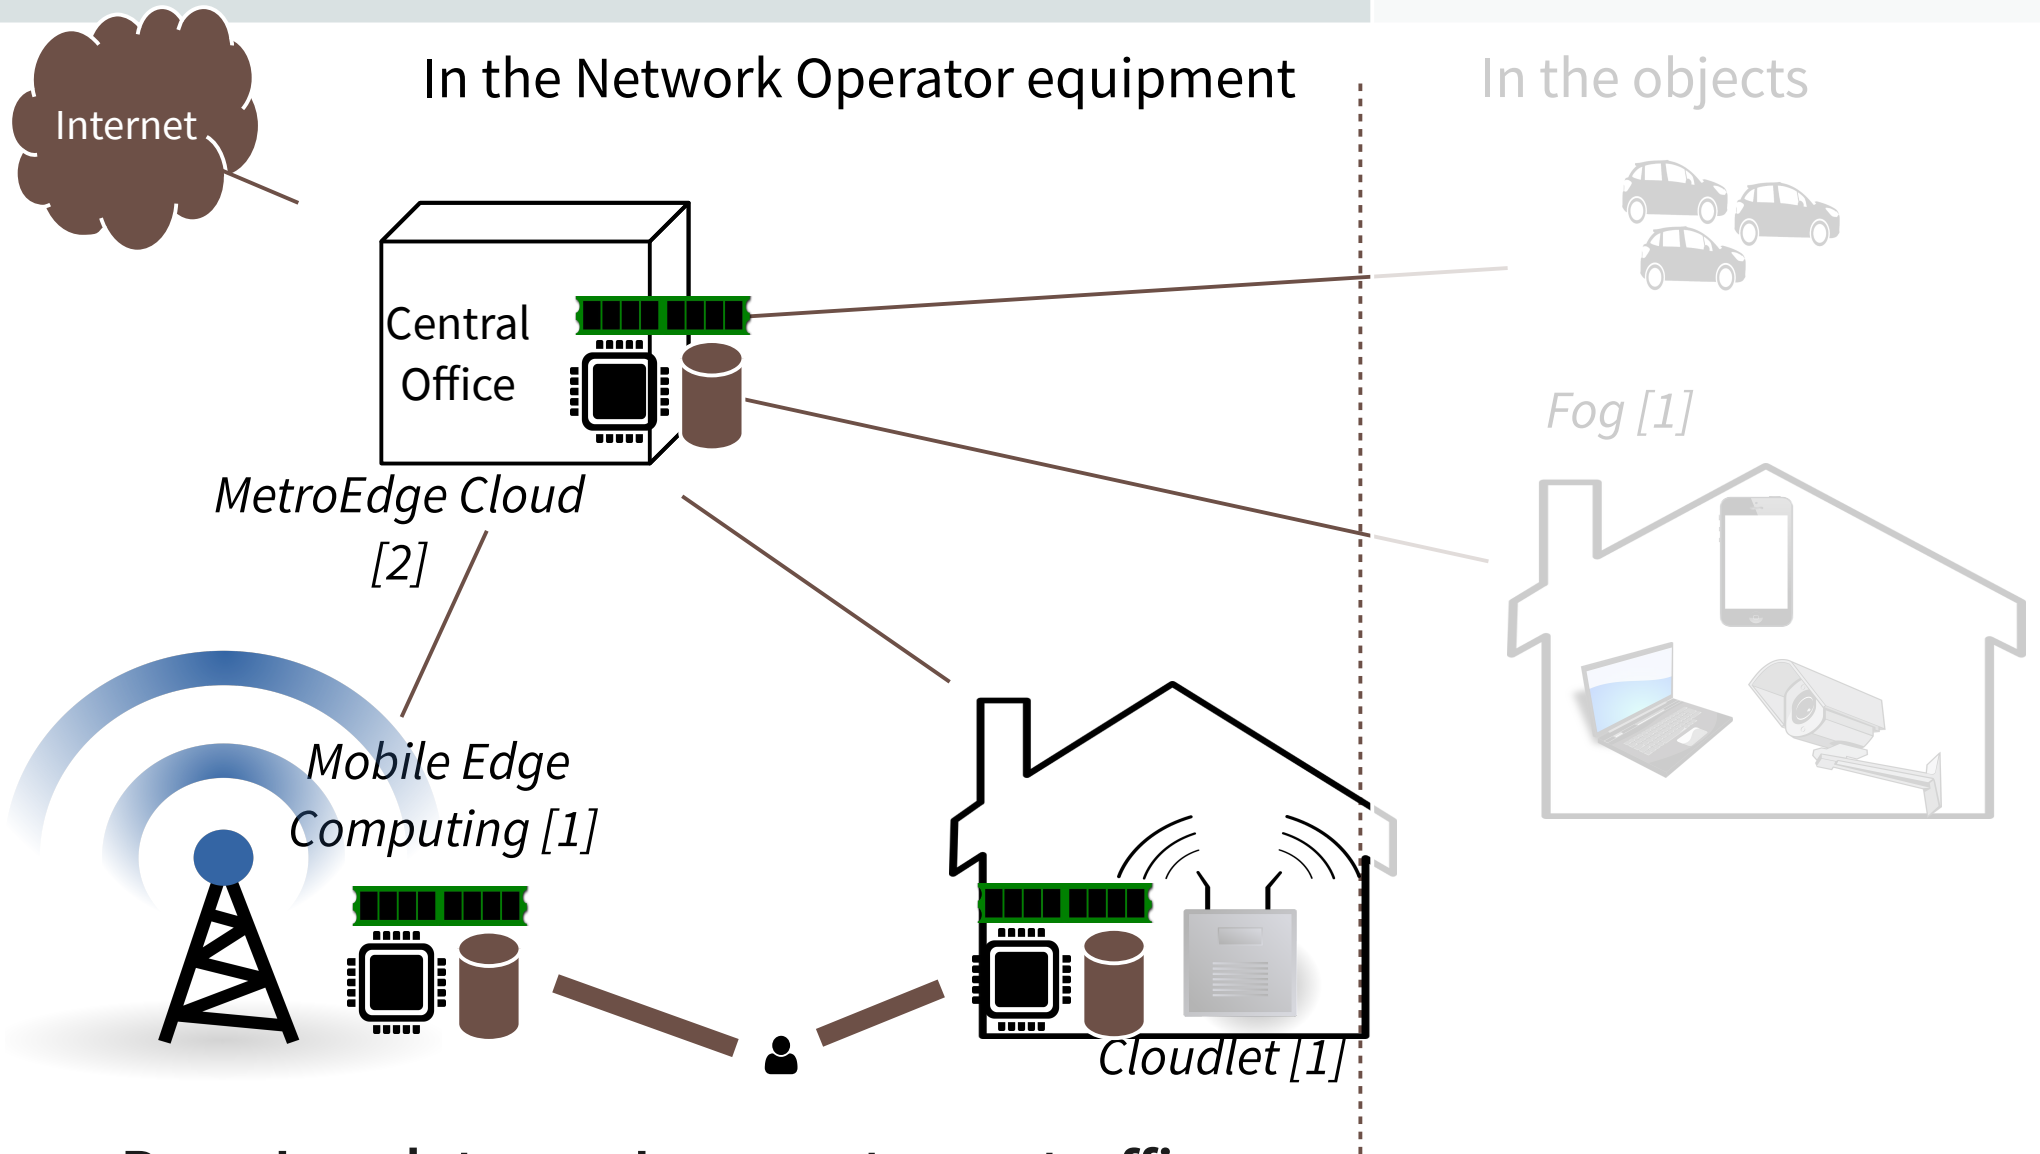 In the Network Operator equipment
In the objects
Internet
Central
Office
MetroEdge Cloud
[2]
Fog [1]
Mobile Edge
Computing [1]
Cloudlet [1]